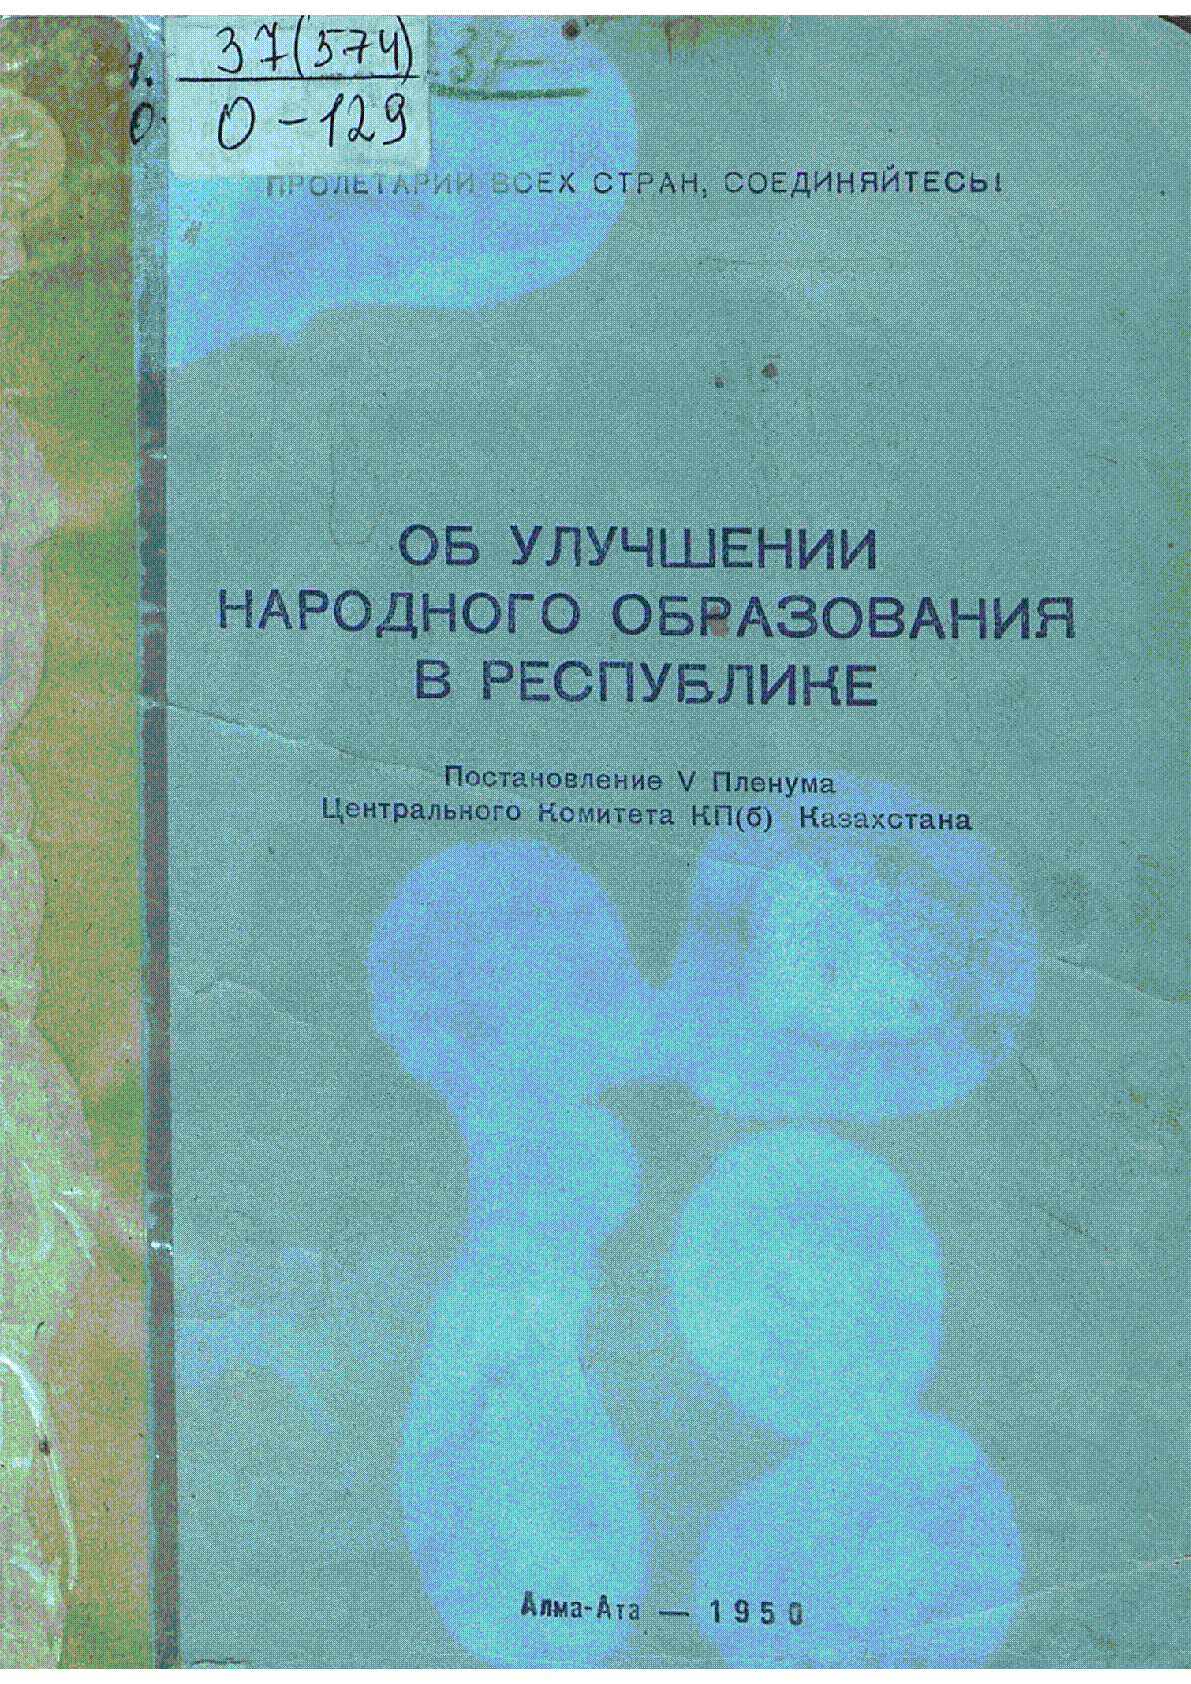 37(574)
О-129
37
ПРОЛЕТАРИИ ВСЕХ СТРАН, СОЕДИНЯЙТЕСЬ!
ОБ УЛУЧШЕНИИ
НАРОДНОГО ОБРАЗОВАНИЯ
В РЕСПУБЛИКЕ
Постановление V Пленума
Центрального Комитета КП(б) Казахстана
Алма-Ата — 1950